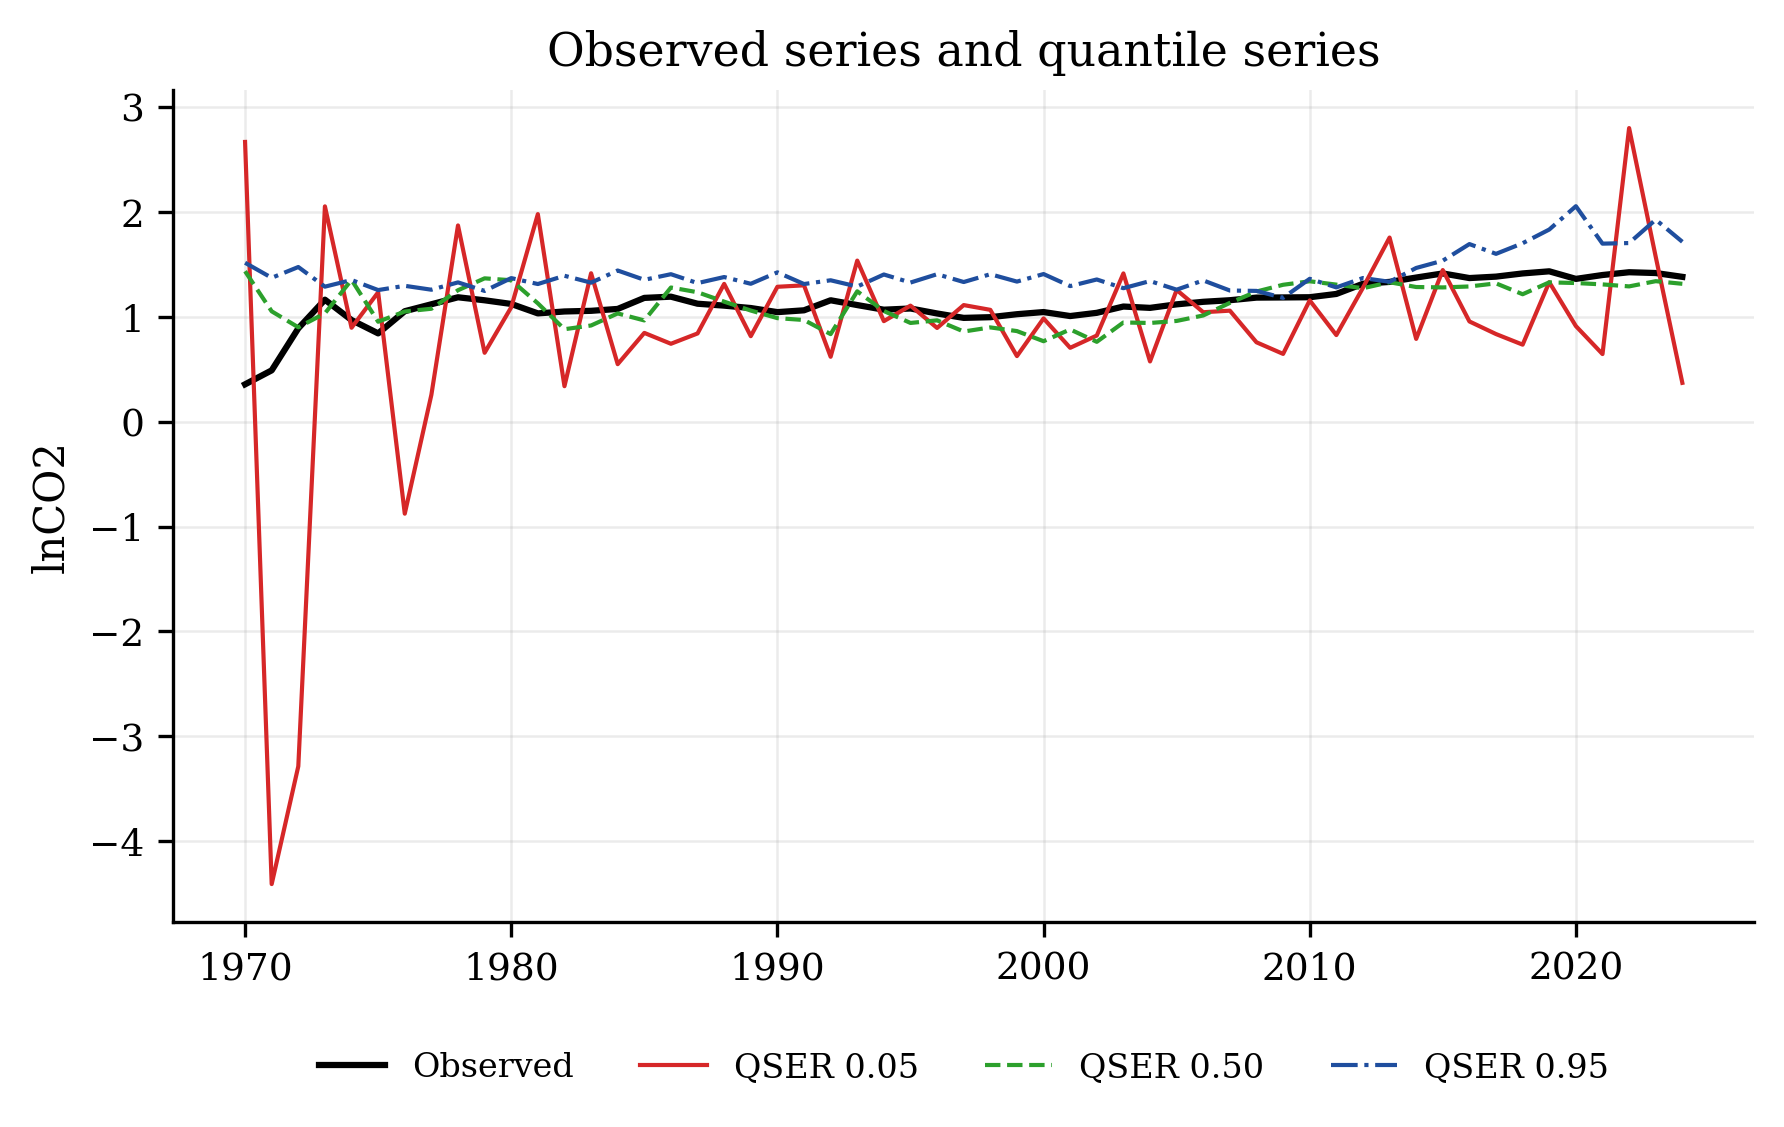 Observed series and quantile series
lnCO2
3
2
1
0
−1
−2
−3
−4
1970 1980 1990 2000 2010 2020
Observed QSER 0.05 QSER 0.50 QSER 0.95